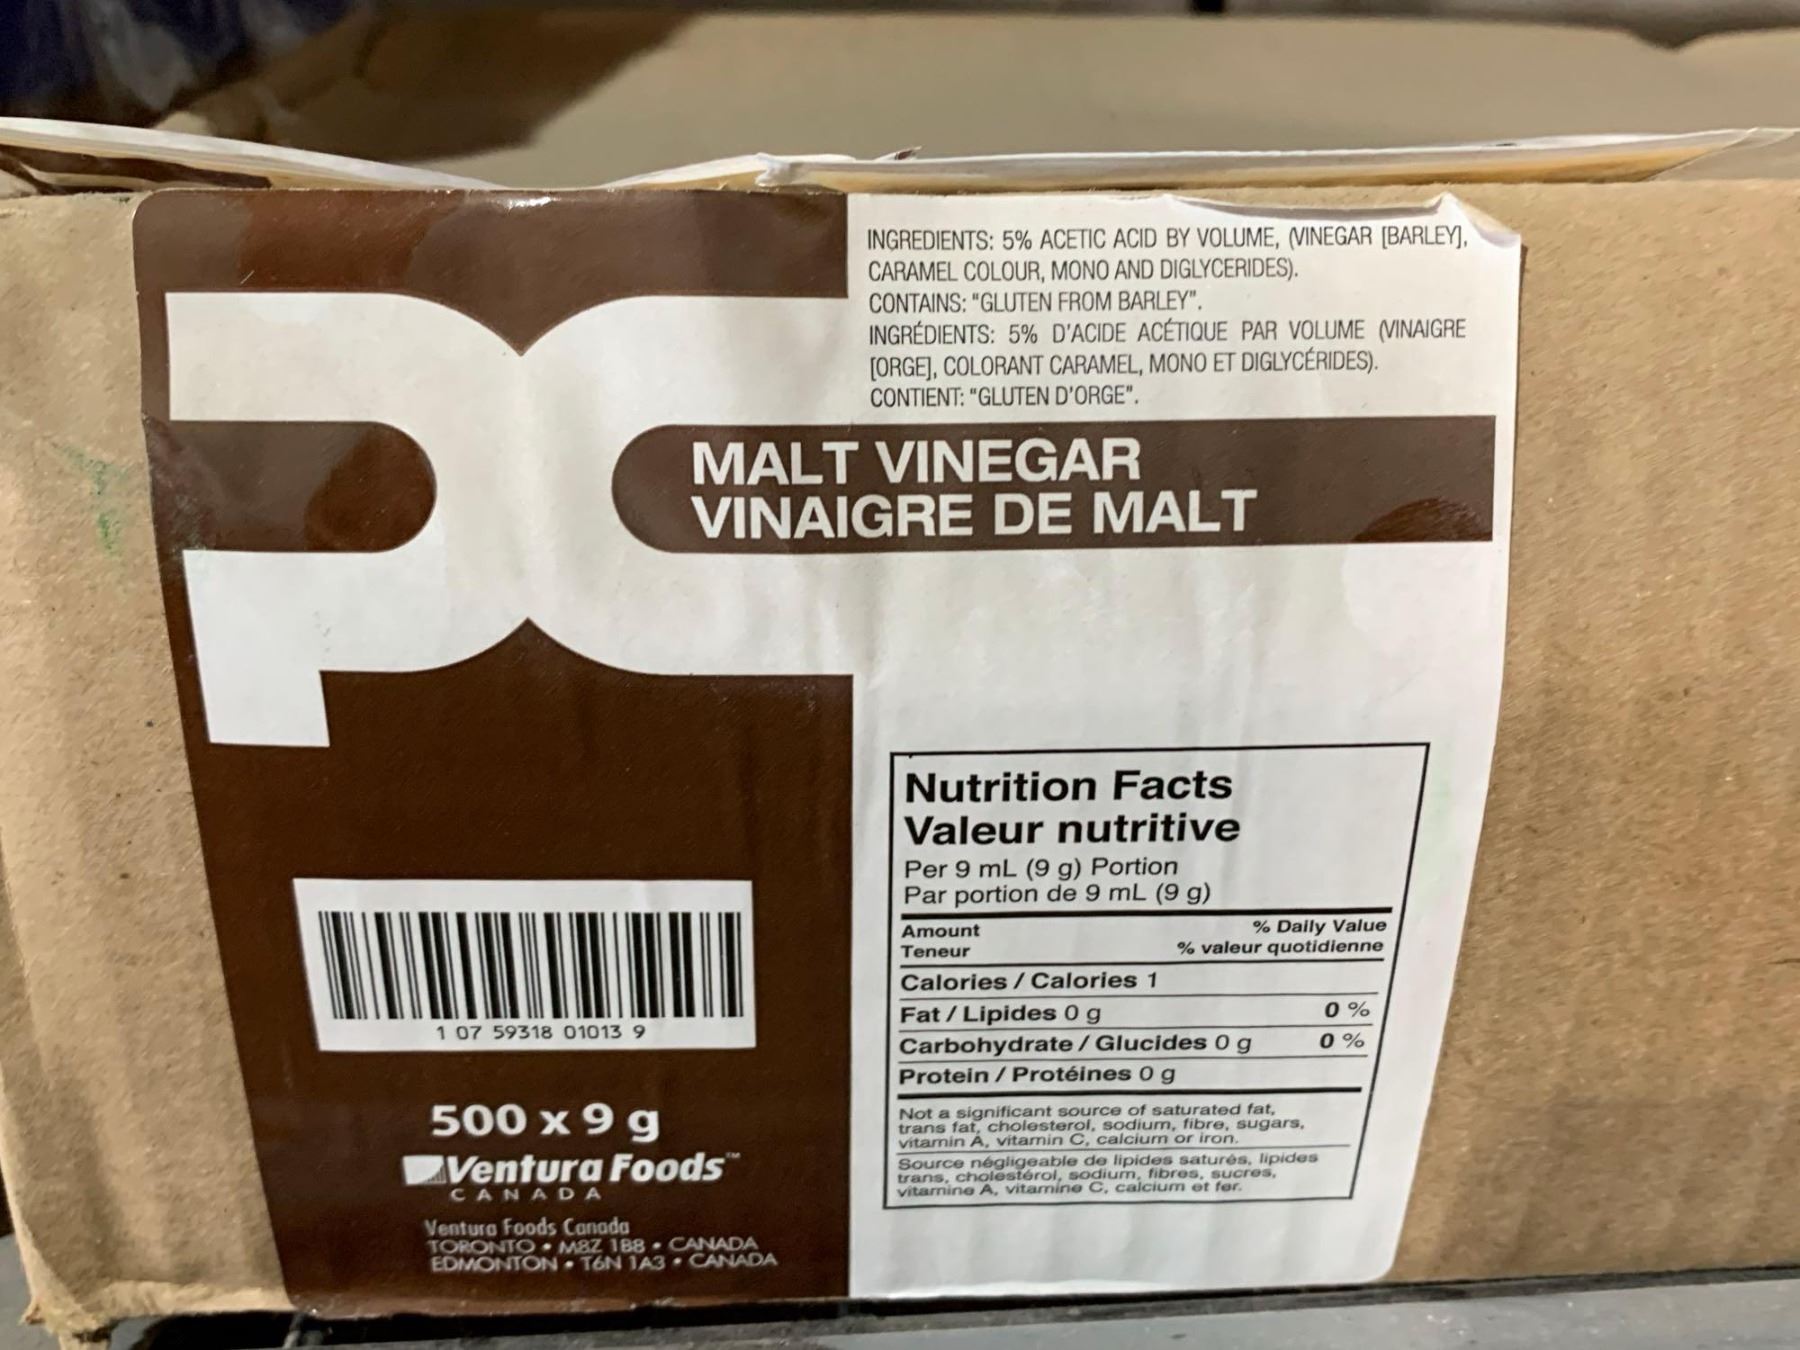 INGREDIENTS: 5% ACETIC ACID BY VOLUME, (VINEGAR [BARLEY],
CARAMEL COLOUR, MONO AND DIGLYCERIDES).
CONTAINS: "GLUTEN FROM BARLEY".
INGRÉDIENTS: 5% D'ACIDE ACÉTIQUE PAR VOLUME (VINAIGRE
[ORGE], COLORANT CARAMEL, MONO ET DIGLYCÉRIDES).
CONTIENT: "GLUTEN D'ORGE".
pc
MALT VINEGAR
VINAIGRE DE MALT
Nutrition Facts
Valeur nutritive
Per 9 mL (9 g) Portion
Par portion de 9 mL (9 g)
Amount % Daily Value
Teneur % valeur quotidienne
Calories / Calories 1
Fat / Lipides 0 g 0 %
Carbohydrate / Glucides 0 g 0 %
Protein / Protéines 0 g
Not a significant source of saturated fat,
trans fat, cholesterol, sodium, fibre, sugars,
vitamin A, vitamin C, calcium or iron.
Source négligeable de lipides saturés, lipides
trans, cholestérol, sodium, fibres, sucres,
vitamine A, vitamine C, calcium et fer.
1 07 59318 01013 9
500 x 9 g
Ventura Foods™
CANADA
Ventura Foods Canada
TORONTO • M8Z 1B8 • CANADA
EDMONTON • T6N 1A3 • CANADA